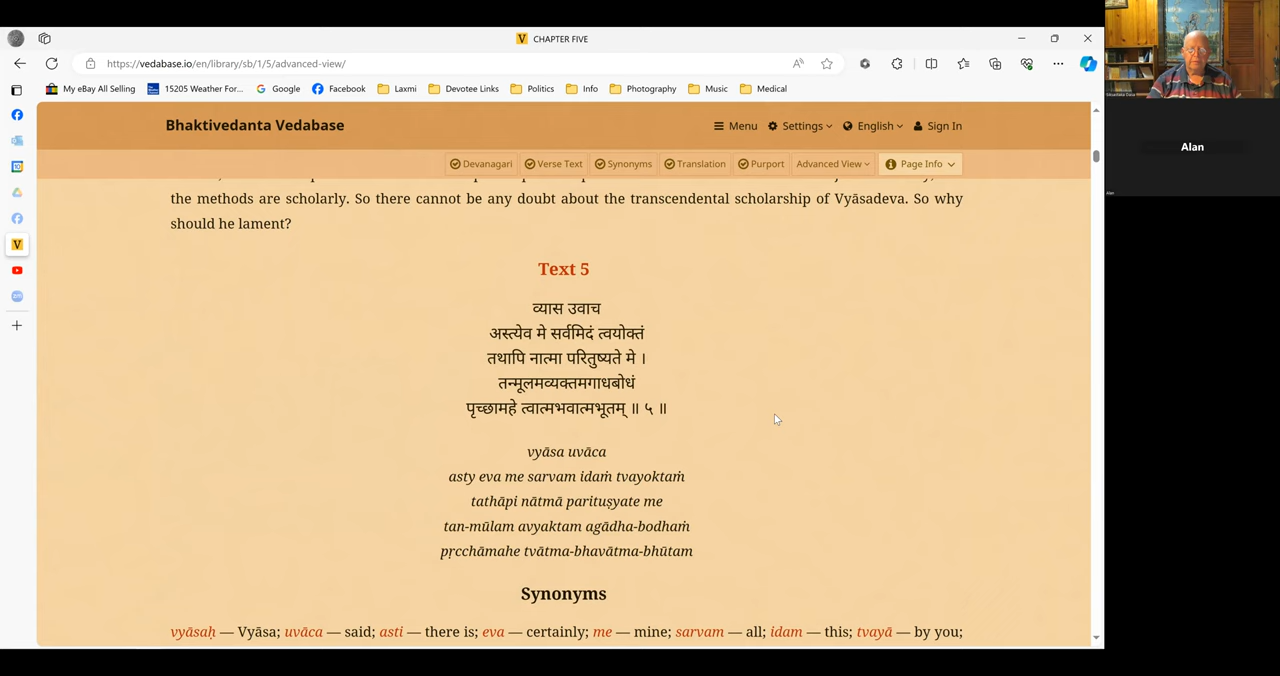 CHAPTER FIVE
https://vedabase.io/en/library/sb/1/5/advanced-view/
My eBay All Selling
15205 Weather For...
Google
Facebook
Laxmi
Devotee Links
Politics
Info
Photography
Music
Medical
Bhaktivedanta Vedabase
Menu
Settings
English
Sign In
Devanagari
Verse Text
Synonyms
Translation
Purport
Advanced View
Page Info
the methods are scholarly. So there cannot be any doubt about the transcendental scholarship of Vyāsadeva. So why
should he lament?
Text 5
व्यास उवाच
अस्त्येव मे सर्वमिदं त्वयोक्तं
तथापि नात्मा परितुष्यते मे ।
तन्मूलमव्यक्तमगाधबोधं
पृच्छामहे त्वात्मभवात्मभूतम् ॥ ५ ॥
vyāsa uvāca
asty eva me sarvam idaṁ tvayoktaṁ
tathāpi nātmā parituṣyate me
tan-mūlam avyaktam agādha-bodhaṁ
pṛcchāmahe tvātma-bhavātma-bhūtam
Synonyms
vyāsaḥ — Vyāsa; uvāca — said; asti — there is; eva — certainly; me — mine; sarvam — all; idam — this; tvayā — by you;
Alan
Alan